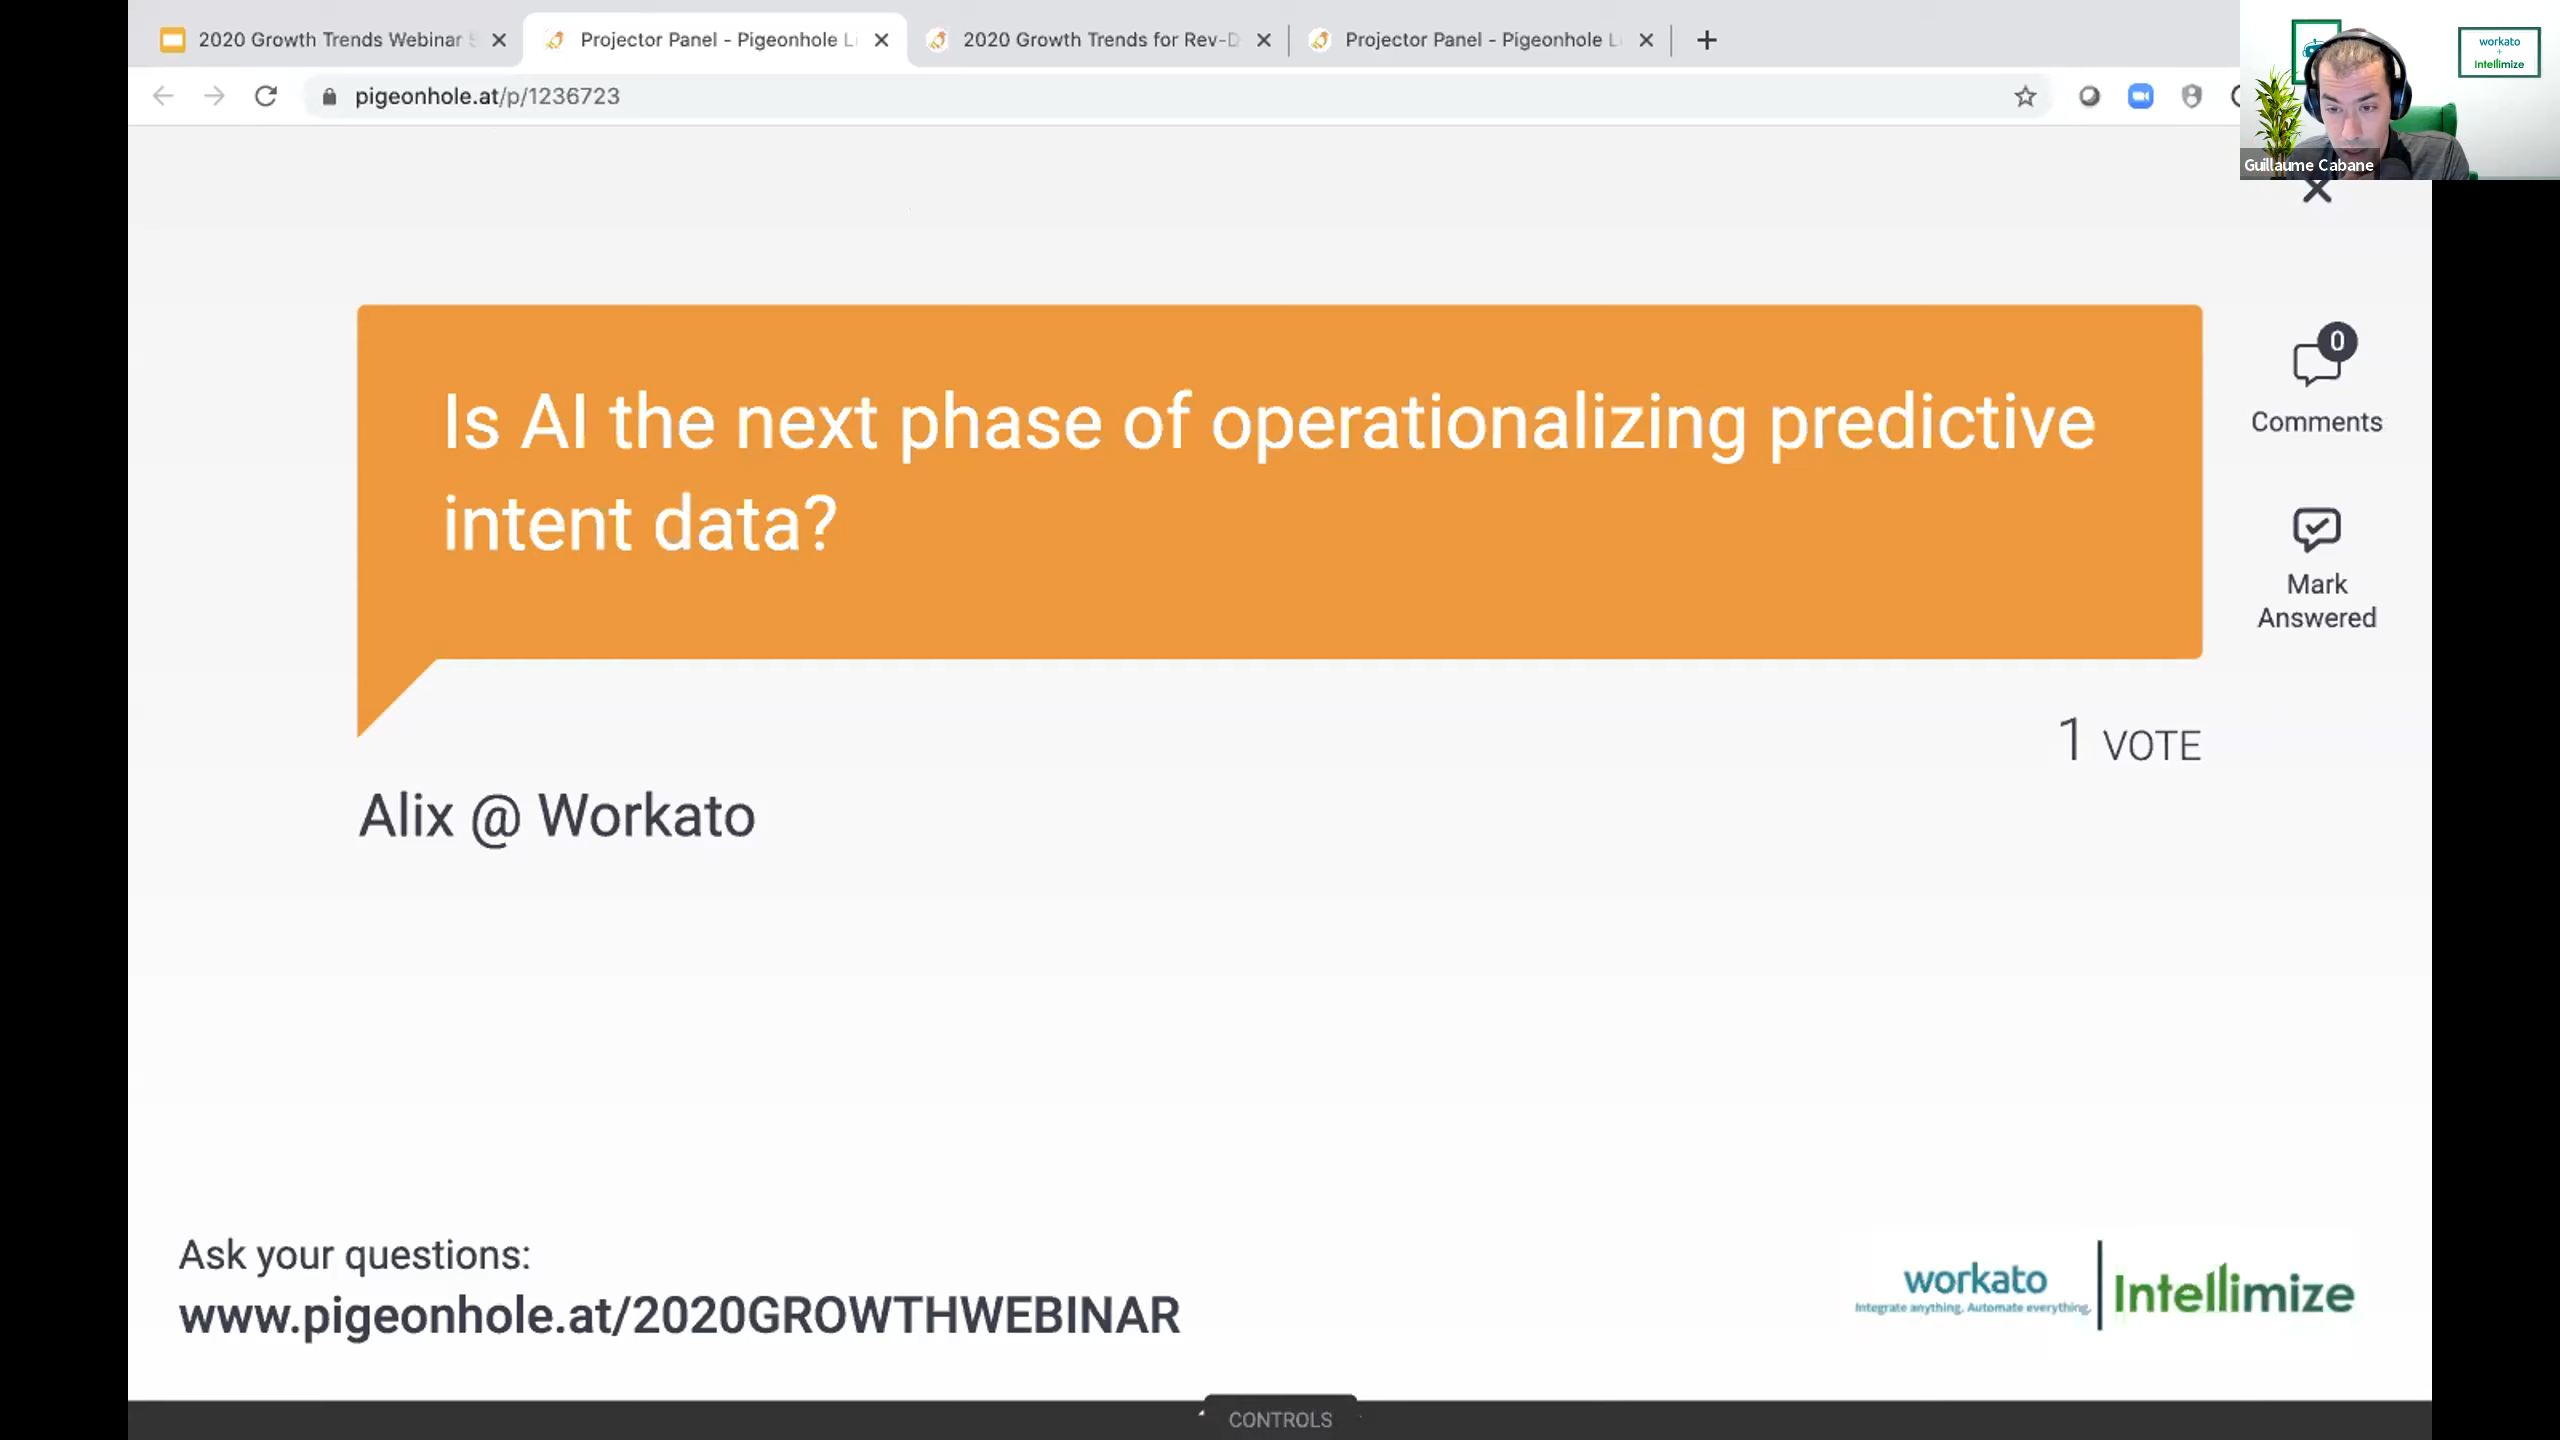 2020 Growth Trends Webinar
Projector Panel - Pigeonhole Li
2020 Growth Trends for Rev-D
Projector Panel - Pigeonhole Li
pigeonhole.at/p/1236723
workato
+
Intellimize
Guillaume Cabane
Is AI the next phase of operationalizing predictive
intent data?
0
Comments
Mark
Answered
1 VOTE
Alix @ Workato
Ask your questions:
www.pigeonhole.at/2020GROWTHWEBINAR
workato
Integrate anything. Automate everything.
Intellimize
CONTROLS